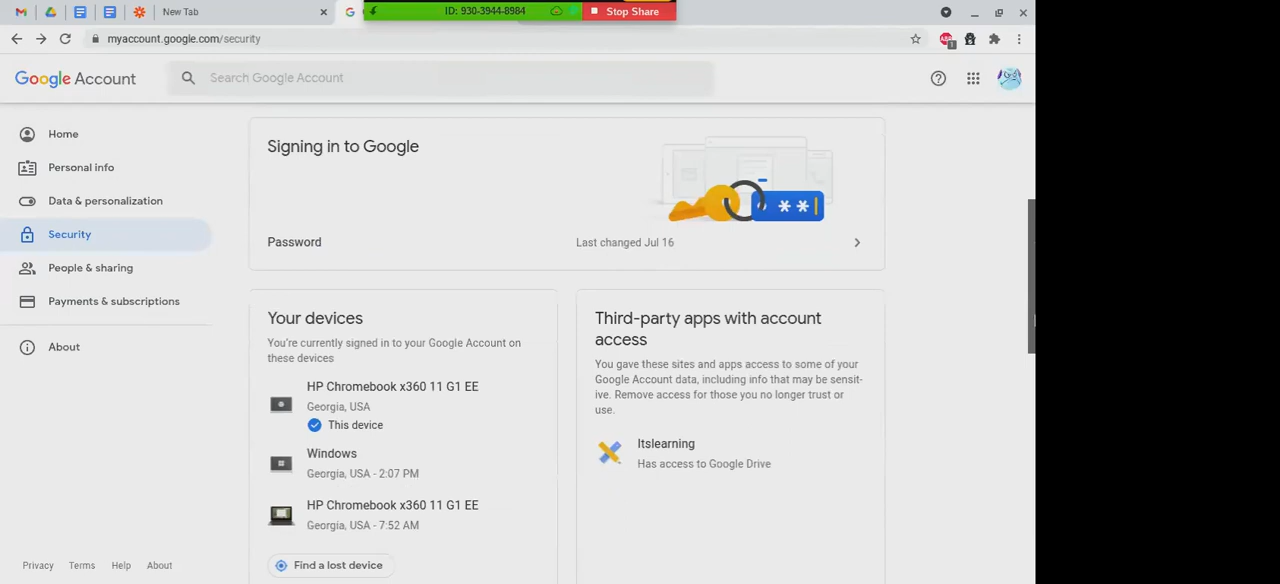 New Tab
ID: 930-3944-8984
Stop Share
myaccount.google.com/security
1
Google Account
Search Google Account
Home
Personal info
Data & personalization
Security
People & sharing
Payments & subscriptions
About
Signing in to Google
**
Password
Last changed Jul 16
Your devices
You're currently signed in to your Google Account on
these devices
HP Chromebook x360 11 G1 EE
Georgia, USA
This device
Windows
Georgia, USA - 2:07 PM
HP Chromebook x360 11 G1 EE
Georgia, USA - 7:52 AM
Find a lost device
Third-party apps with account
access
You gave these sites and apps access to some of your
Google Account data, including info that may be sensit-
ive. Remove access for those you no longer trust or
use.
Itslearning
Has access to Google Drive
Privacy Terms Help About